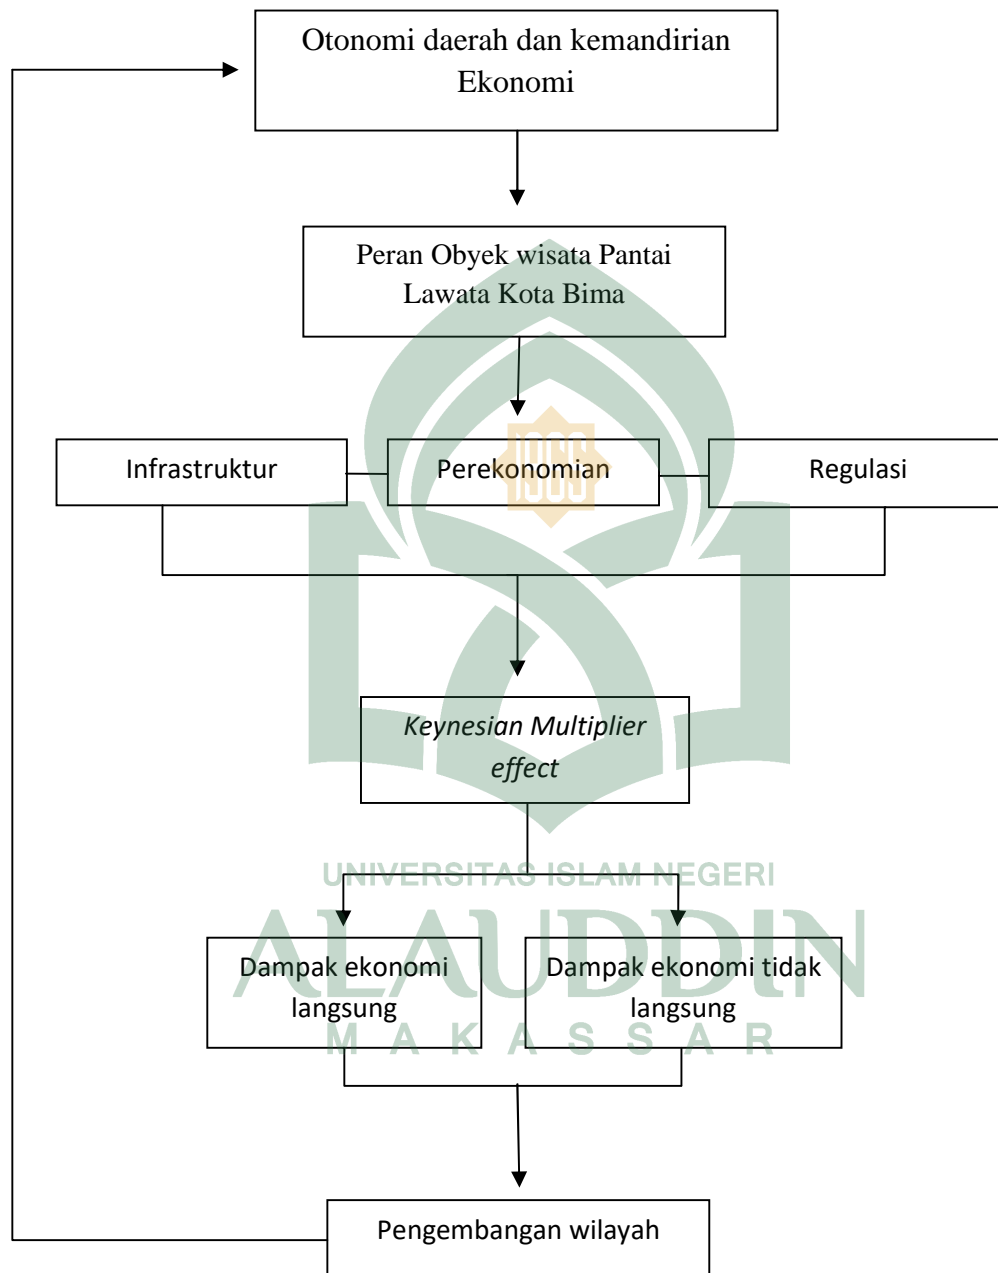 Otonomi daerah dan kemandirian
Ekonomi
Peran Obyek wisata Pantai
Lawata Kota Bima
Infrastruktur
Perekonomian
Regulasi
Keynesian Multiplier
effect
UNIVERSITAS ISLAM NEGERI
ALAUDDIN
MAKASSAR
Dampak ekonomi
langsung
Dampak ekonomi tidak
langsung
Pengembangan wilayah